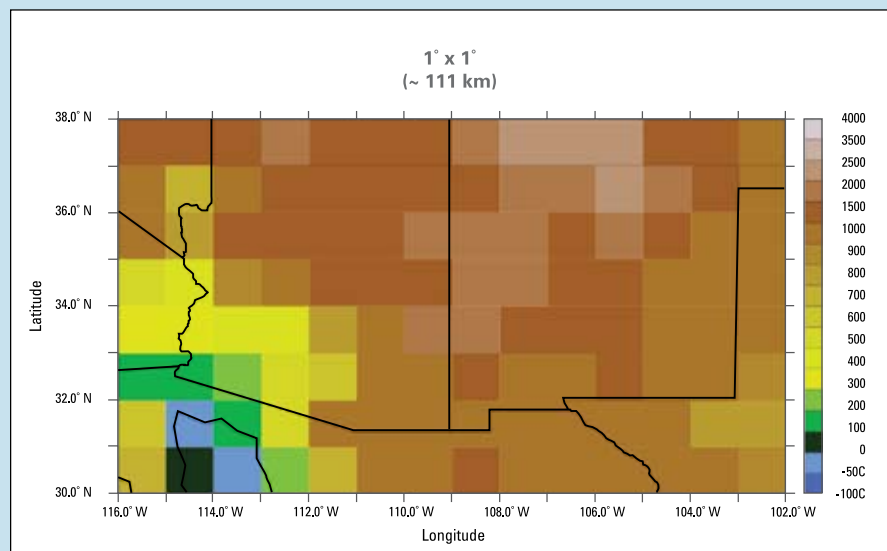 1° x 1°
(~ 111 km)
38.0° N
36.0° N
34.0° N
32.0° N
30.0° N
Latitude
116.0° W 114.0° W 112.0° W 110.0° W 108.0° W 106.0° W 104.0° W 102.0° W
Longitude
4000
3500
2500
2000
1500
1000
900
800
700
600
500
400
300
200
100
0
-50C
-100C